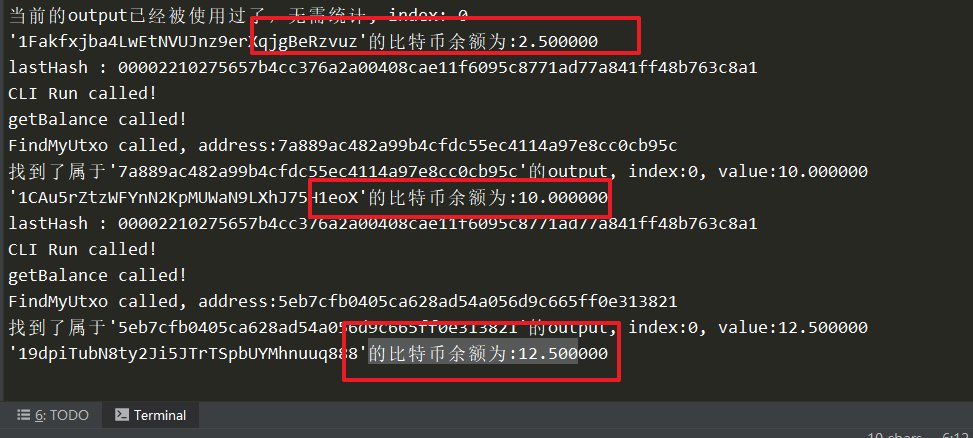 当前的output已经被使用过了, 无需统计, index: 0
'1Fakfxjba4LwEtNVUJnz9erXqjgBeRzvuz'的比特币余额为:2.500000
lastHash : 00002210275657b4cc376a2a00408cae11f6095c8771ad77a841ff48b763c8a1
CLI Run called!
getBalance called!
FindMyUtxo called, address:7a889ac482a99b4cfdc55ec4114a97e8cc0cb95c
找到了属于'7a889ac482a99b4cfdc55ec4114a97e8cc0cb95c'的output, index:0, value:10.000000
'1CAu5rZtzWFYnN2KpMUWaN9LXhJ75H1eoX'的比特币余额为:10.000000
lastHash : 00002210275657b4cc376a2a00408cae11f6095c8771ad77a841ff48b763c8a1
CLI Run called!
getBalance called!
FindMyUtxo called, address:5eb7cfb0405ca628ad54a056d9c665ff0e313821
找到了属于'5eb7cfb0405ca628ad54a056d9c665ff0e313821'的output, index:0, value:12.500000
'19dpiTubN8ty2Ji5JTrTSpbUYMhnuuq888'的比特币余额为:12.500000
6: TODO Terminal